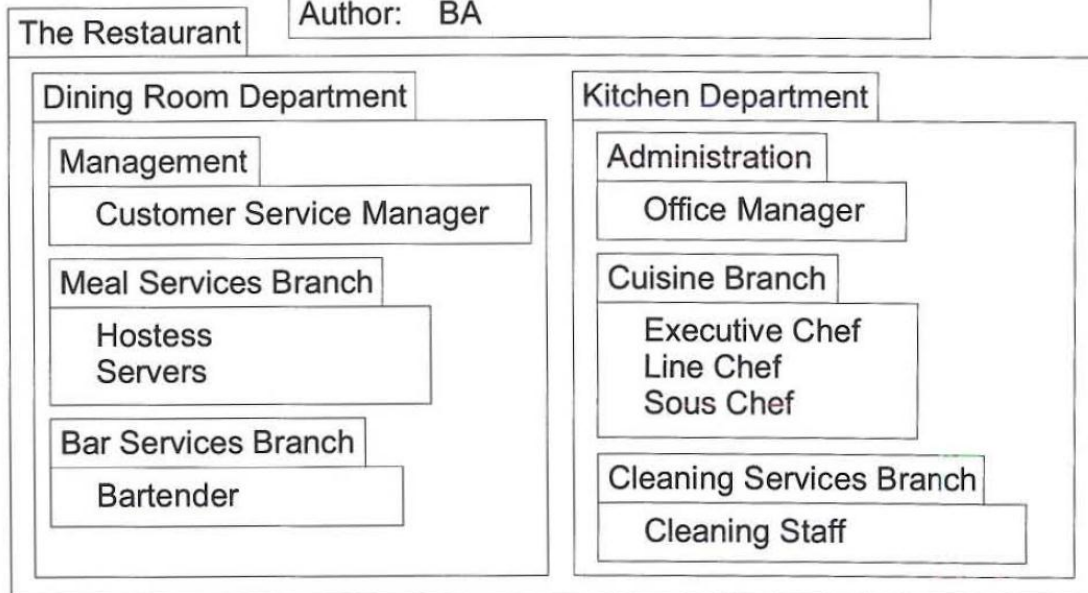 Author: BA
The Restaurant
Dining Room Department
Management
Customer Service Manager
Meal Services Branch
Hostess
Servers
Bar Services Branch
Bartender
Kitchen Department
Administration
Office Manager
Cuisine Branch
Executive Chef
Line Chef
Sous Chef
Cleaning Services Branch
Cleaning Staff